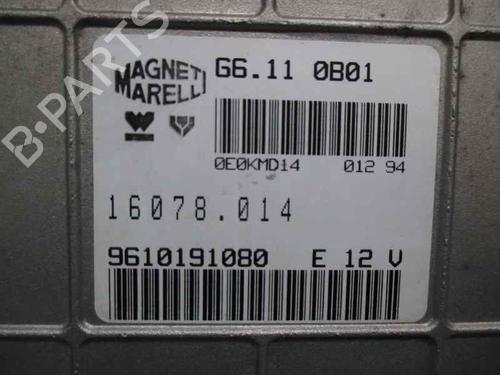 MAGNETI MARELLI
G6.11 0B01
0E0KMD14 012 94
16078.014
9610191080 E 12 V
B-PARTS